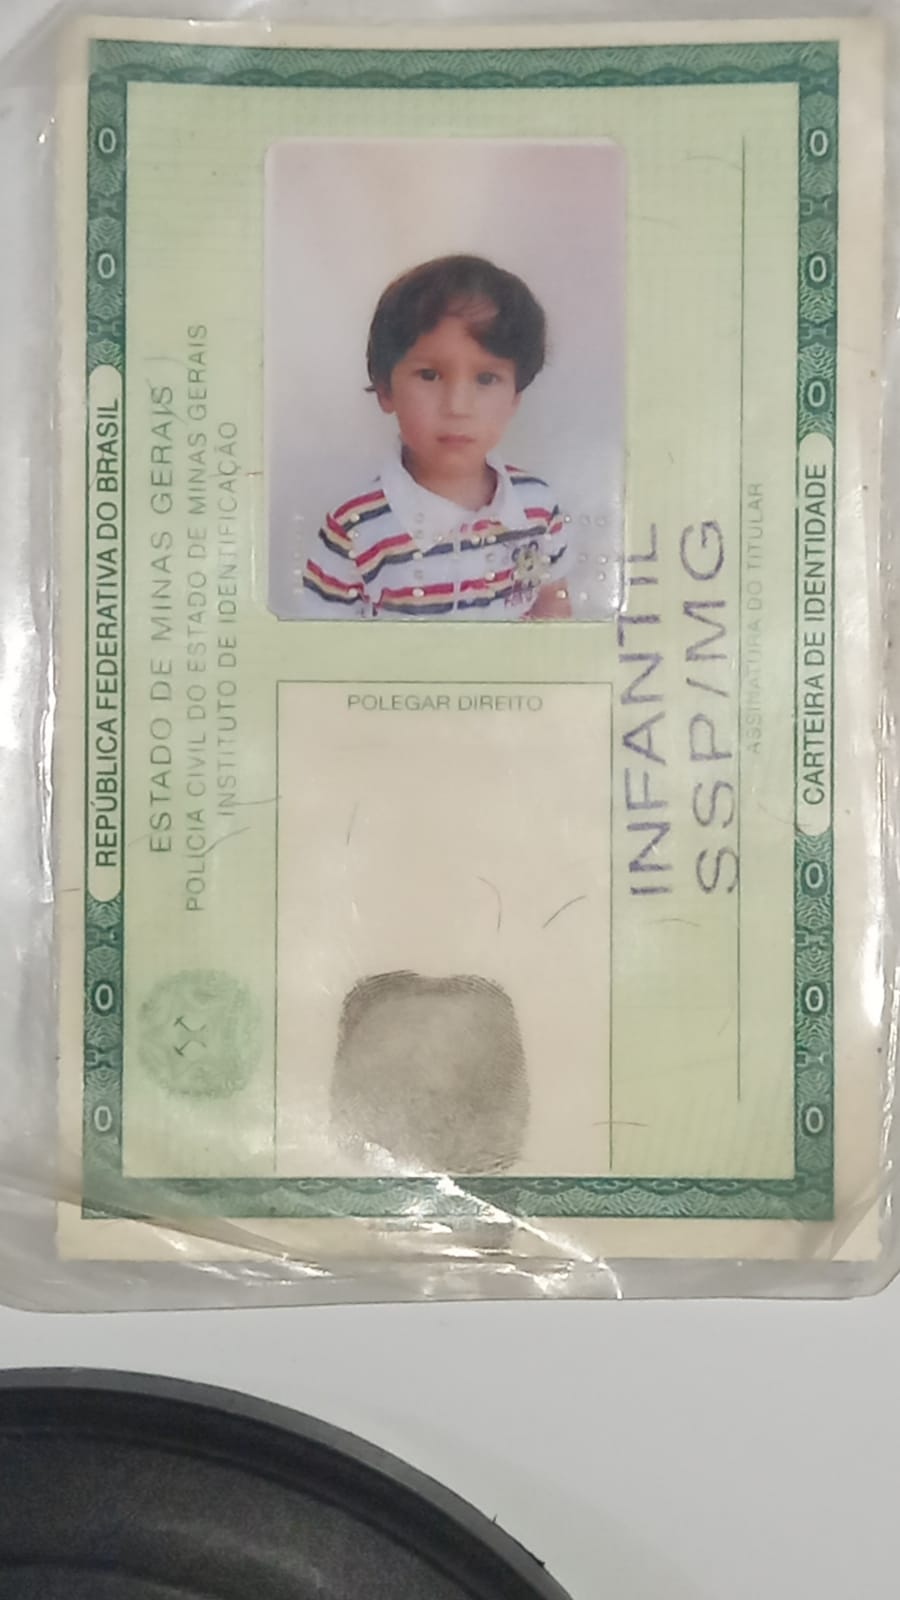 REPÚBLICA FEDERATIVA DO BRASIL
ESTADO DE MINAS GERAIS
POLÍCIA CIVIL DO ESTADO DE MINAS GERAIS
INSTITUTO DE IDENTIFICAÇÃO
POLEGAR DIREITO
INFANTIL
SSP/MG
ASSINATURA DO TITULAR
CARTEIRA DE IDENTIDADE